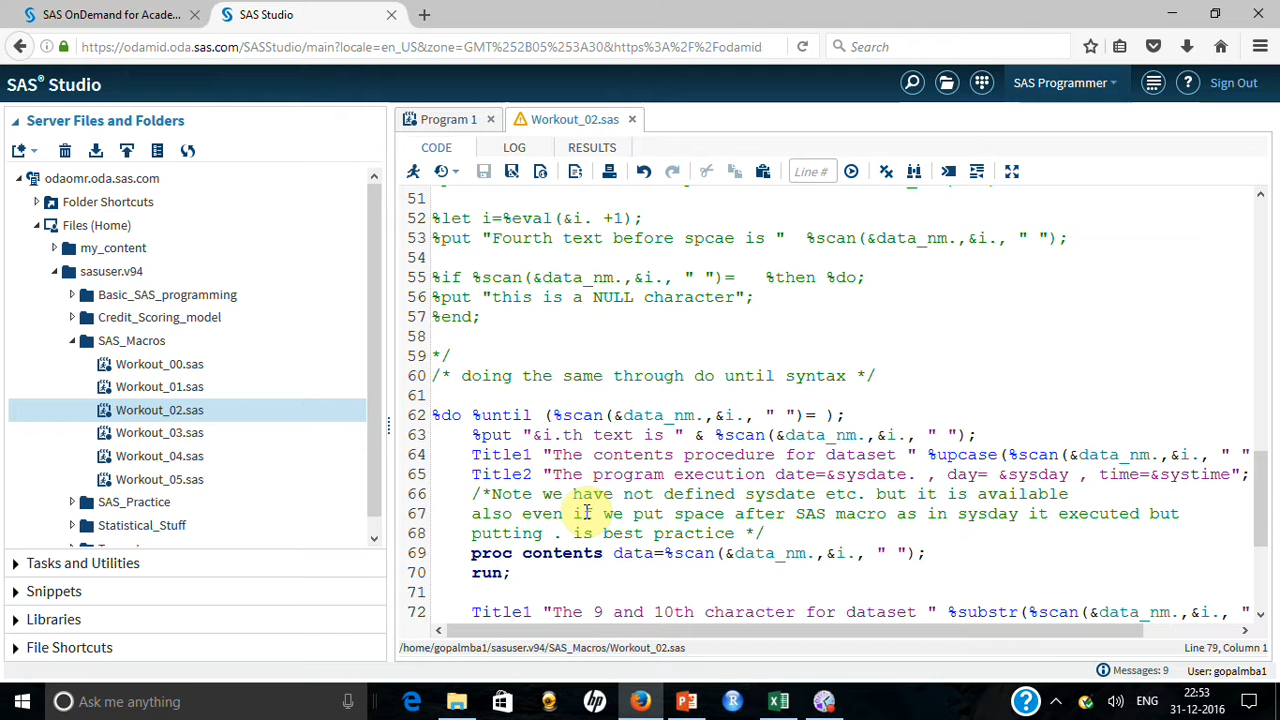 SAS OnDemand for Acade...
SAS Studio
https://odamid.oda.sas.com/SASStudio/main?locale=en_US&zone=GMT%252B05%253A30&https%3A%2F%2Fodamid
Search
SAS® Studio
SAS Programmer
Sign Out
Server Files and Folders
odaomr.oda.sas.com
Folder Shortcuts
Files (Home)
my_content
sasuser.v94
Basic_SAS_programming
Credit_Scoring_model
SAS_Macros
Workout_00.sas
Workout_01.sas
Workout_02.sas
Workout_03.sas
Workout_04.sas
Workout_05.sas
SAS_Practice
Statistical_Stuff
Tasks and Utilities
Snippets
Libraries
File Shortcuts
Program 1
Workout_02.sas
CODE LOG RESULTS
Line #
51
52 %let i=%eval(&i. +1);
53 %put "Fourth text before spcae is "  %scan(&data_nm.,&i., " ");
54
55 %if %scan(&data_nm.,&i., " ")=   %then %do;
56 %put "this is a NULL character";
57 %end;
58
59 */
60 /* doing the same through do until syntax */
61
62 %do %until (%scan(&data_nm.,&i., " ")= );
63 %put "&i.th text is " & %scan(&data_nm.,&i., " ");
64 Title1 "The contents procedure for dataset " %upcase(%scan(&data_nm.,&i., " "
65 Title2 "The program execution date=&sysdate. , day= &sysday , time=&systime";
66 /*Note we have not defined sysdate etc. but it is available
67 also even if we put space after SAS macro as in sysday it executed but
68 putting . is best practice */
69 proc contents data=%scan(&data_nm.,&i., " ");
70 run;
71
72 Title1 "The 9 and 10th character for dataset " %substr(%scan(&data_nm.,&i., "
/home/gopalmba1/sasuser.v94/SAS_Macros/Workout_02.sas
Line 79, Column 1
Messages: 9
User: gopalmba1
Ask me anything
ENG
22:53
31-12-2016